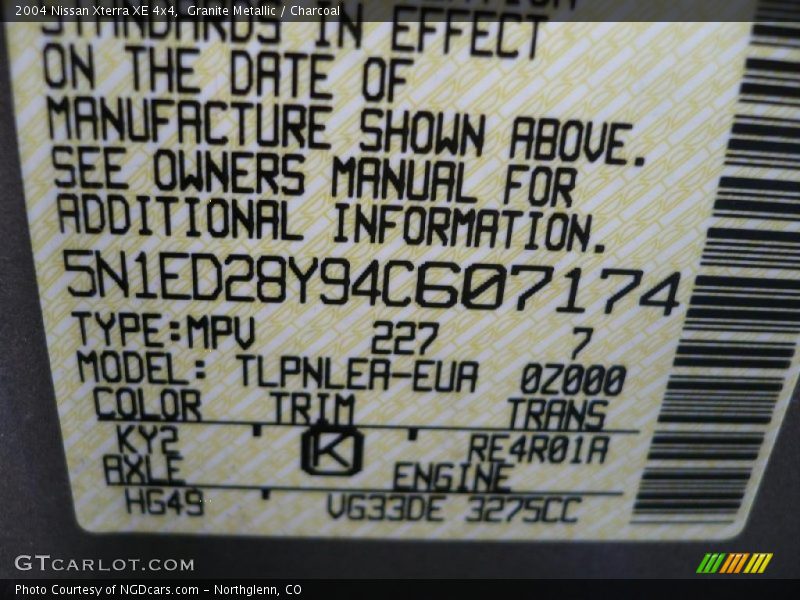 2004 Nissan Xterra XE 4x4, Granite Metallic / Charcoal
STANDARDS IN EFFECT
ON THE DATE OF
MANUFACTURE SHOWN ABOVE.
SEE OWNERS MANUAL FOR
ADDITIONAL INFORMATION.
5N1ED28Y94C607174
TYPE:MPV 227 7
MODEL: TLPNLEA-EUA 0Z000
COLOR TRIM TRANS
KY2 K RE4R01A
AXLE ENGINE
HG49 VG33DE 3275CC
GTCARLOT.COM
Photo Courtesy of NGDcars.com - Northglenn, CO